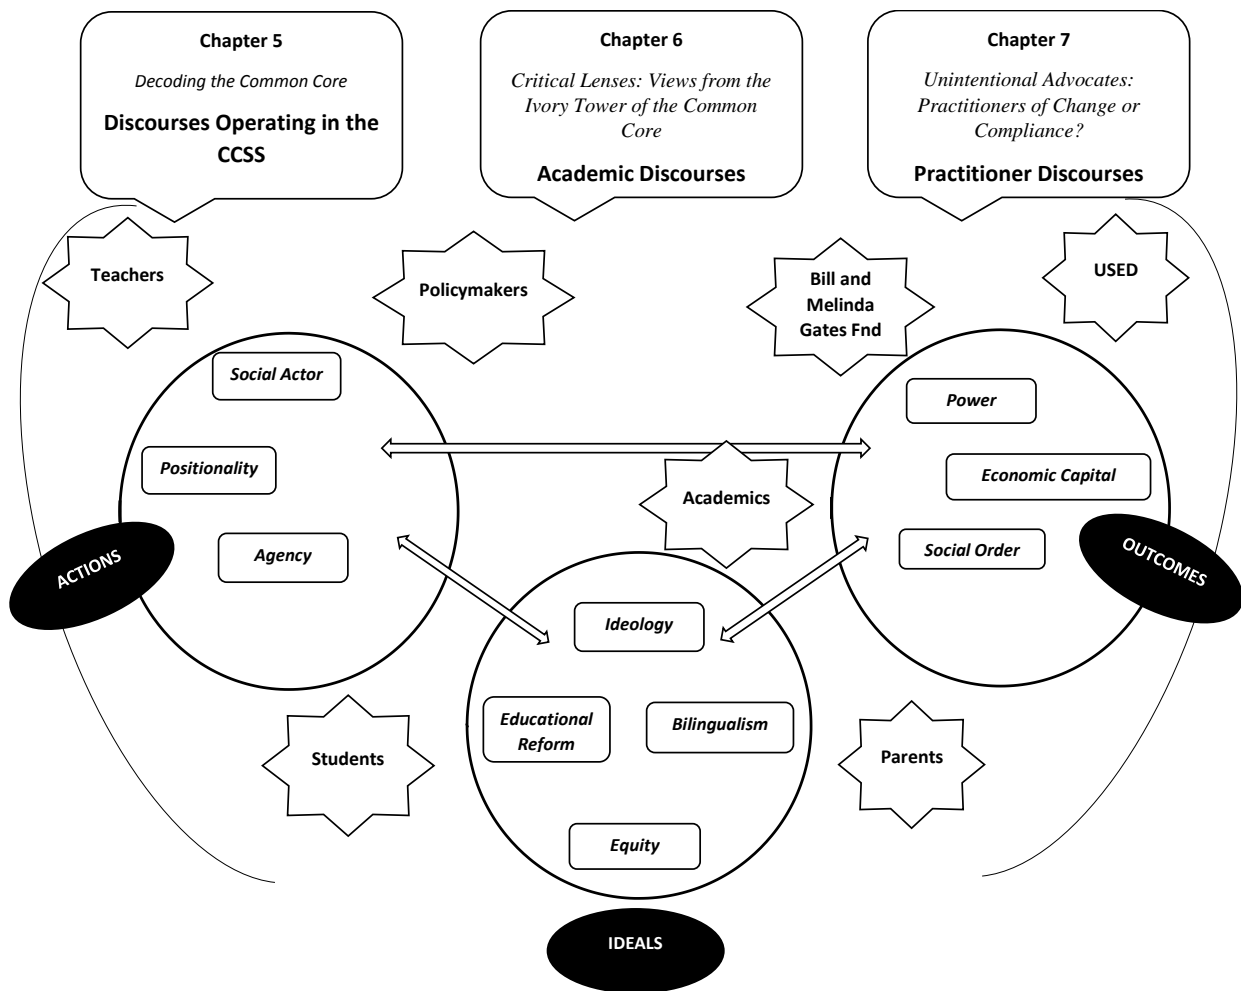 Chapter 5
Decoding the Common Core
Discourses Operating in the
CCSS
Chapter 6
Critical Lenses: Views from the
Ivory Tower of the Common
Core
Academic Discourses
Chapter 7
Unintentional Advocates:
Practitioners of Change or
Compliance?
Practitioner Discourses
Teachers
Policymakers
Bill and
Melinda
Gates Fnd
USED
Social Actor
Positionality
Agency
ACTIONS
Power
Economic Capital
Social Order
OUTCOMES
Academics
Ideology
Educational
Reform
Bilingualism
Equity
Students
Parents
IDEALS